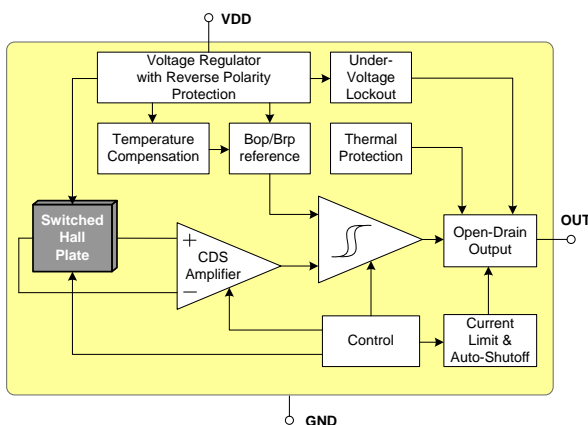 VDD
Voltage Regulator
with Reverse Polarity
Protection
Under-
Voltage
Lockout
Temperature
Compensation
Bop/Brp
reference
Thermal
Protection
Switched
Hall
Plate
+
CDS
Amplifier
−
Open-Drain
Output
OUT
Control
Current
Limit &
Auto-Shutoff
GND